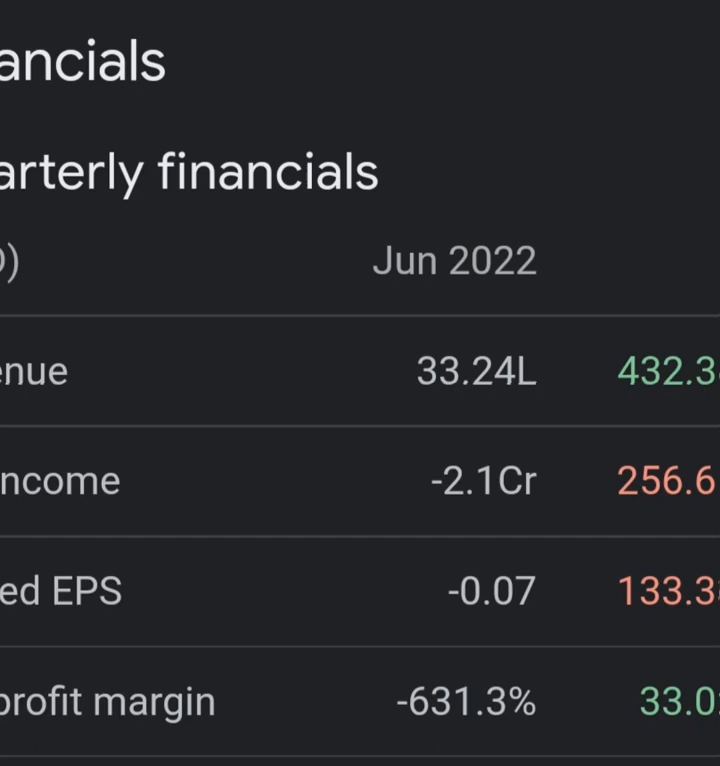 ancials
arterly financials
D) Jun 2022
enue 33.24L 432.3
ncome -2.1Cr 256.6
ed EPS -0.07 133.3
profit margin -631.3% 33.0